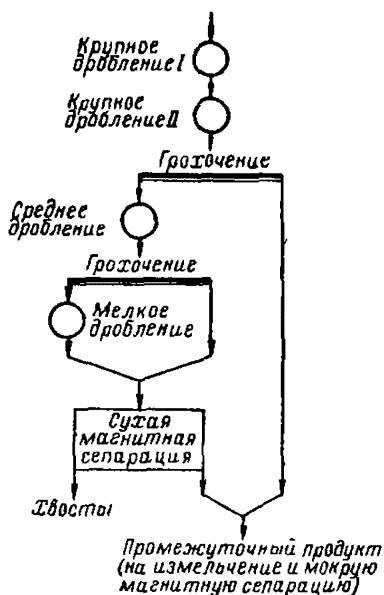 Крупное
дробление I
Крупное
дробление II
Грохочение
Среднее
дробление
Грохочение
Мелкое
дробление
Сухая
магнитная
сепарация
Хвосты
Промежуточный продукт
(на измельчение и мокрую
магнитную сепарацию)